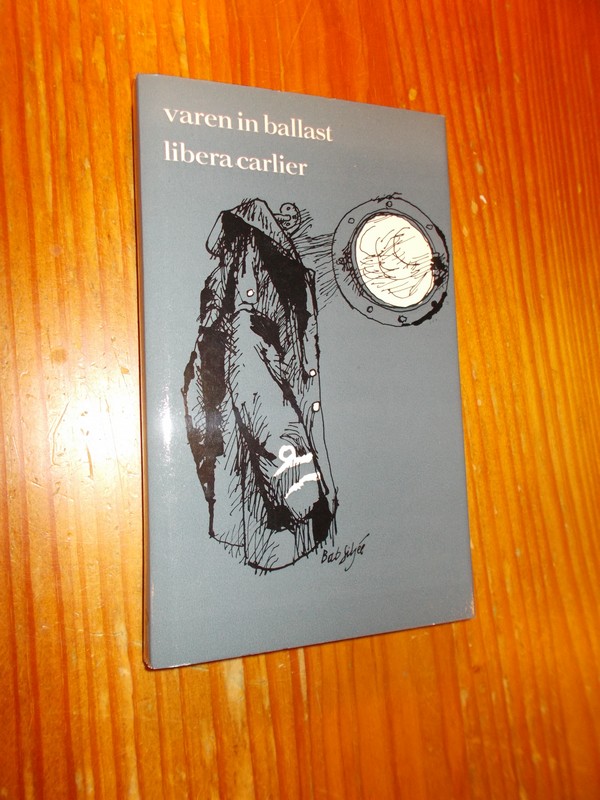 varen in ballast
libera carlier